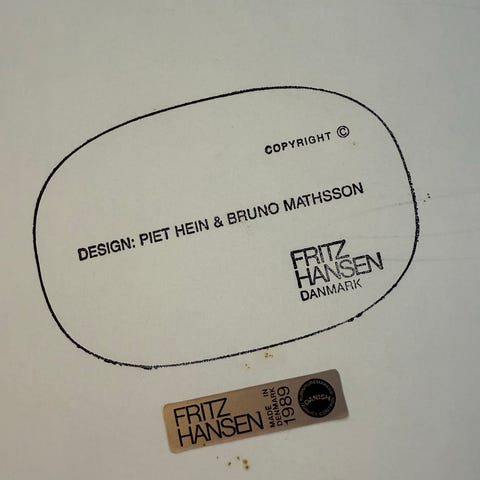 COPYRIGHT ©
DESIGN: PIET HEIN & BRUNO MATHSSON
FRITZ
HANSEN
DANMARK
FRITZ
HANSEN
MADE IN
DENMARK
1989
DANISH